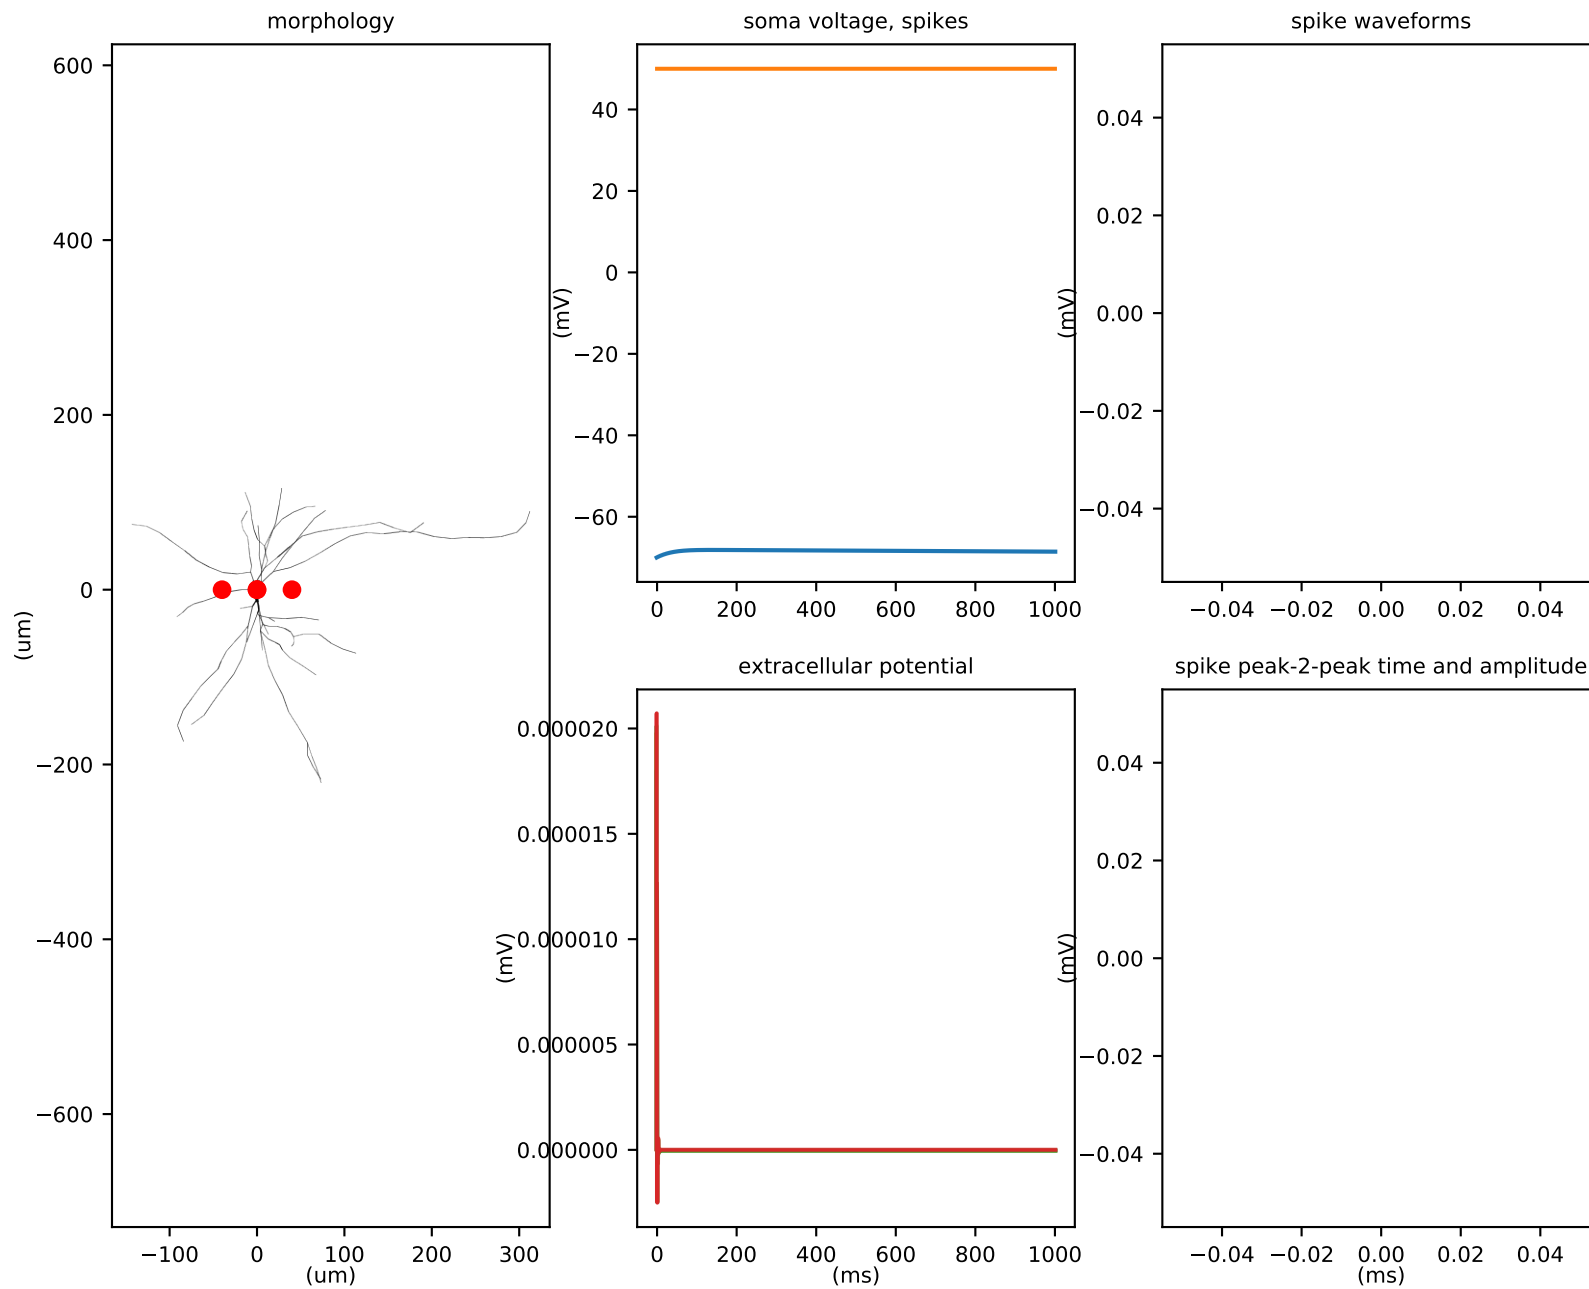 morphology
600
400
200
0
−200
−400
−600
(um)
−100 0 100 200 300
(um)
soma voltage, spikes
40
20
0
−20
−40
−60
(mV)
0 200 400 600 800 1000
spike waveforms
0.04
0.02
0.00
−0.02
−0.04
(mV)
−0.04 −0.02 0.00 0.02 0.04
extracellular potential
0.000020
0.000015
0.000010
0.000005
0.000000
(mV)
0 200 400 600 800 1000
(ms)
spike peak-2-peak time and amplitude
0.04
0.02
0.00
−0.02
−0.04
(mV)
−0.04 −0.02 0.00 0.02 0.04
(ms)